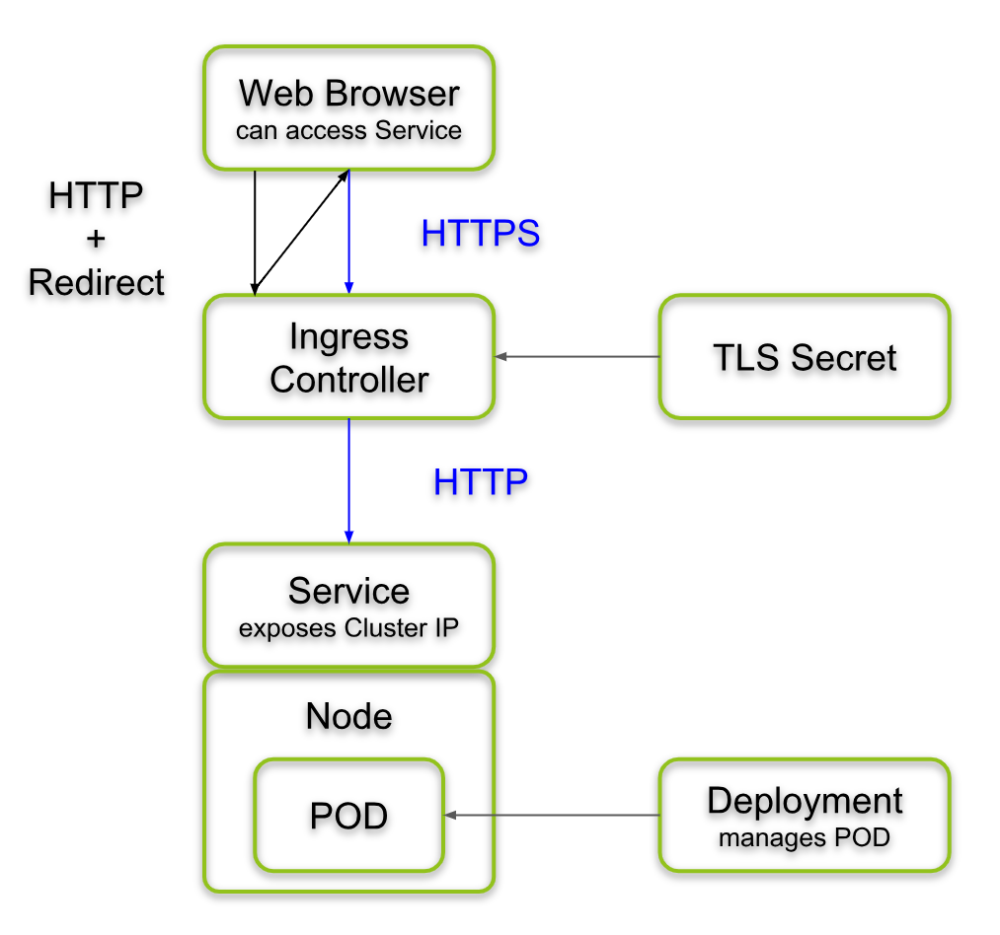 Web Browser
can access Service
HTTP
+
Redirect
HTTPS
Ingress
Controller
TLS Secret
HTTP
Service
exposes Cluster IP
Node
POD
Deployment
manages POD